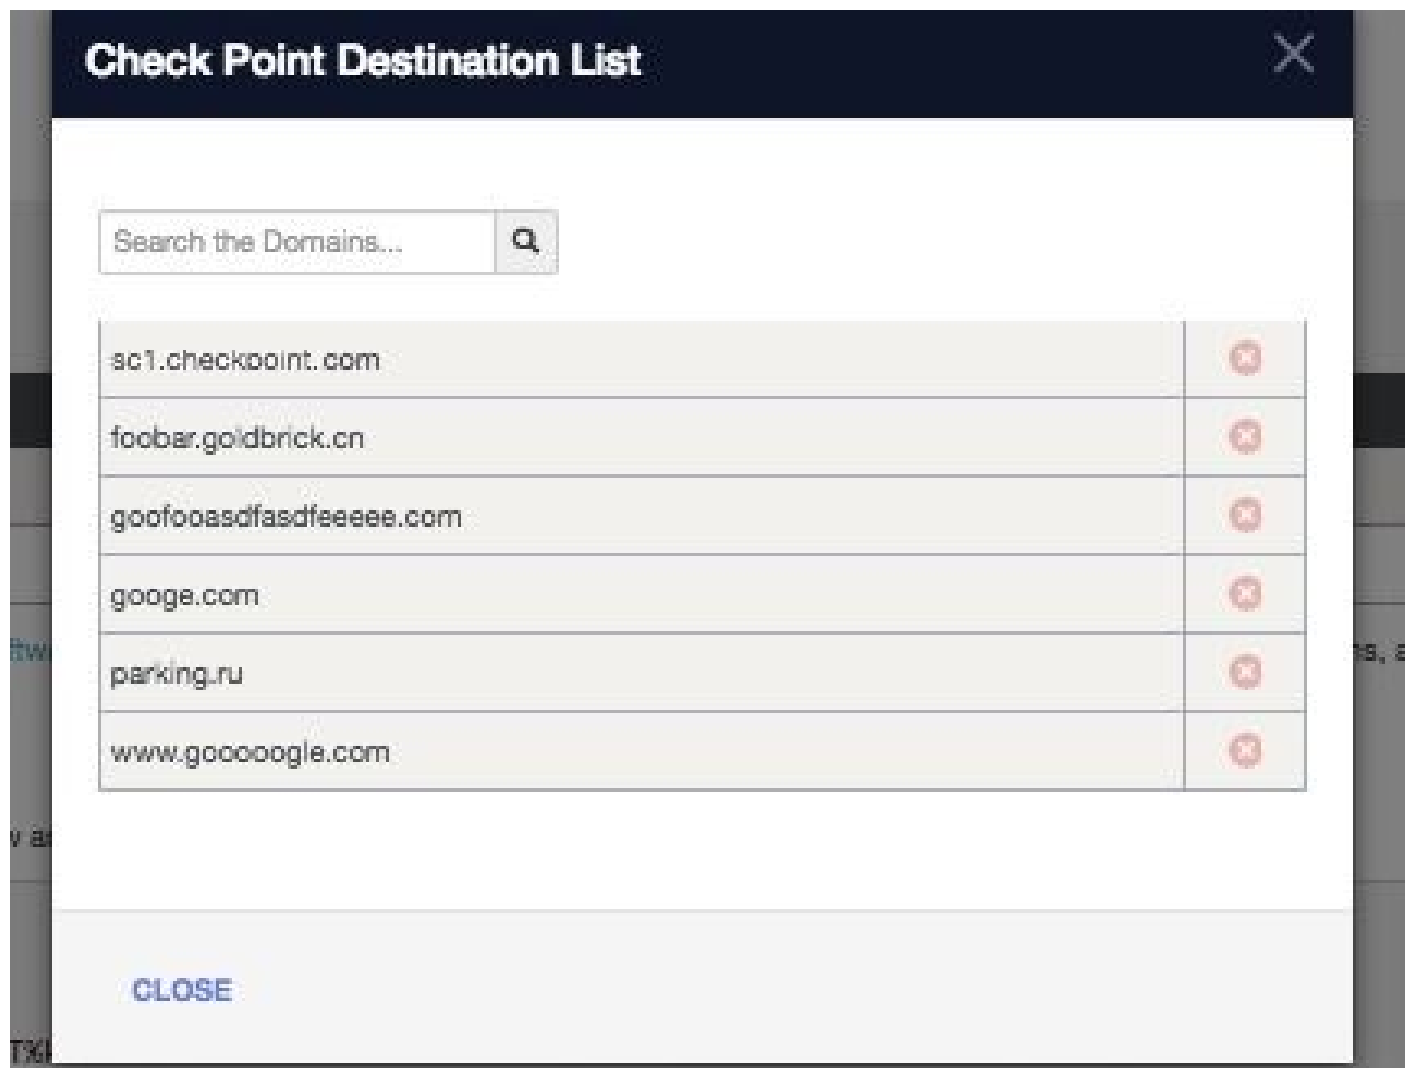 Check Point Destination List
Search the Domains...
sc1.checkpoint.com
foobar.goldbrick.cn
goofooasdfasdfeeeee.com
googe.com
parking.ru
www.gooooogle.com
CLOSE